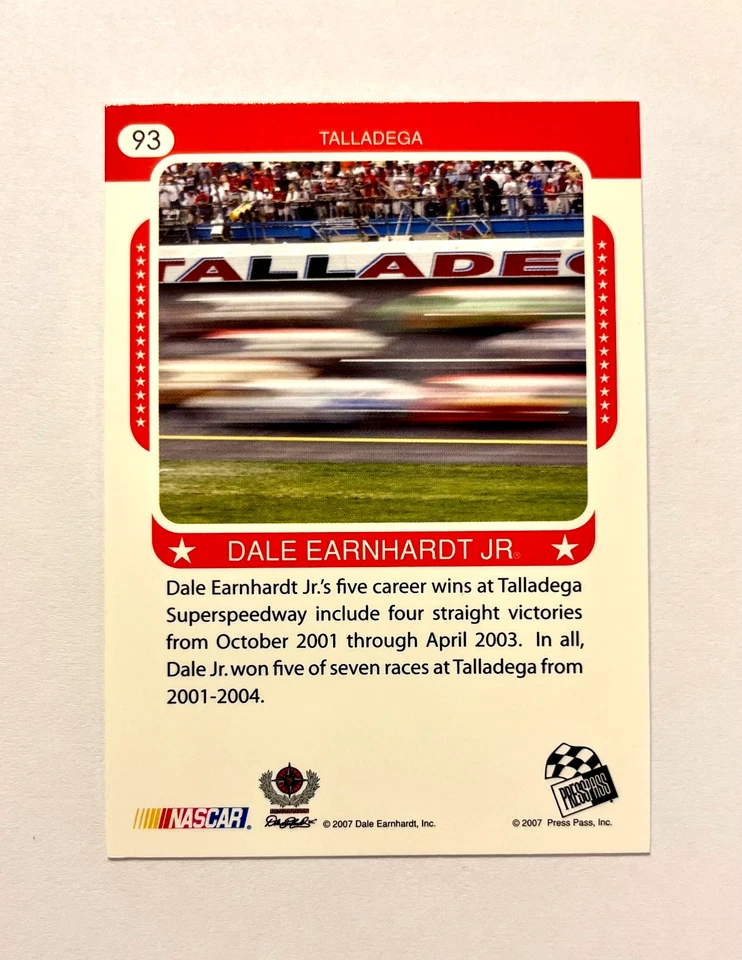 93
TALLADEGA
TALLADEG
DALE EARNHARDT JR®
Dale Earnhardt Jr.'s five career wins at Talladega
Superspeedway include four straight victories
from October 2001 through April 2003. In all,
Dale Jr. won five of seven races at Talladega from
2001-2004.
PRESS PASS
NASCAR®
© 2007 Dale Earnhardt, Inc.
© 2007 Press Pass, Inc.